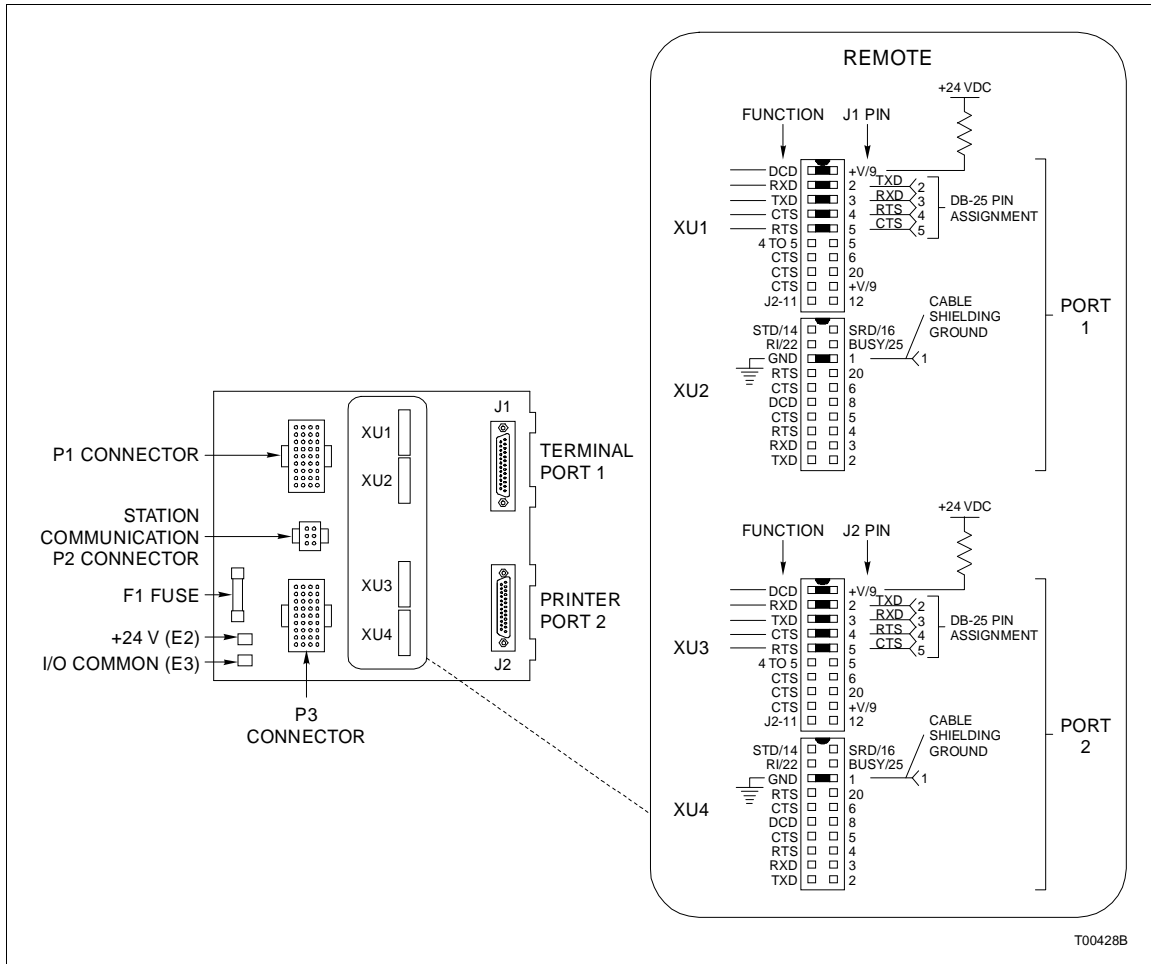 REMOTE
+24 VDC
FUNCTION
J1 PIN
DCD +V/9
RXD 2 TXD 2
TXD 3 RXD 3
CTS 4 RTS 4
RTS 5 CTS 5
DB-25 PIN
ASSIGNMENT
XU1
4 TO 5 5
CTS 6
CTS 20
CTS +V/9
J2-11 12
CABLE
SHIELDING
GROUND
PORT
1
STD/14 SRD/16
RI/22 BUSY/25
GND 1 1
RTS 20
CTS 6
XU2
DCD 8
CTS 5
RTS 4
RXD 3
TXD 2
+24 VDC
FUNCTION
J2 PIN
DCD +V/9
RXD 2 TXD 2
TXD 3 RXD 3
CTS 4 RTS 4
RTS 5 CTS 5
DB-25 PIN
ASSIGNMENT
XU3
4 TO 5 5
CTS 6
CTS 20
CTS +V/9
J2-11 12
CABLE
SHIELDING
GROUND
PORT
2
STD/14 SRD/16
RI/22 BUSY/25
GND 1 1
RTS 20
CTS 6
XU4
DCD 8
CTS 5
RTS 4
RXD 3
TXD 2
P1 CONNECTOR
STATION
COMMUNICATION
P2 CONNECTOR
F1 FUSE
+24 V (E2)
I/O COMMON (E3)
P3
CONNECTOR
XU1
XU2
XU3
XU4
J1
TERMINAL
PORT 1
PRINTER
PORT 2
J2
T00428B